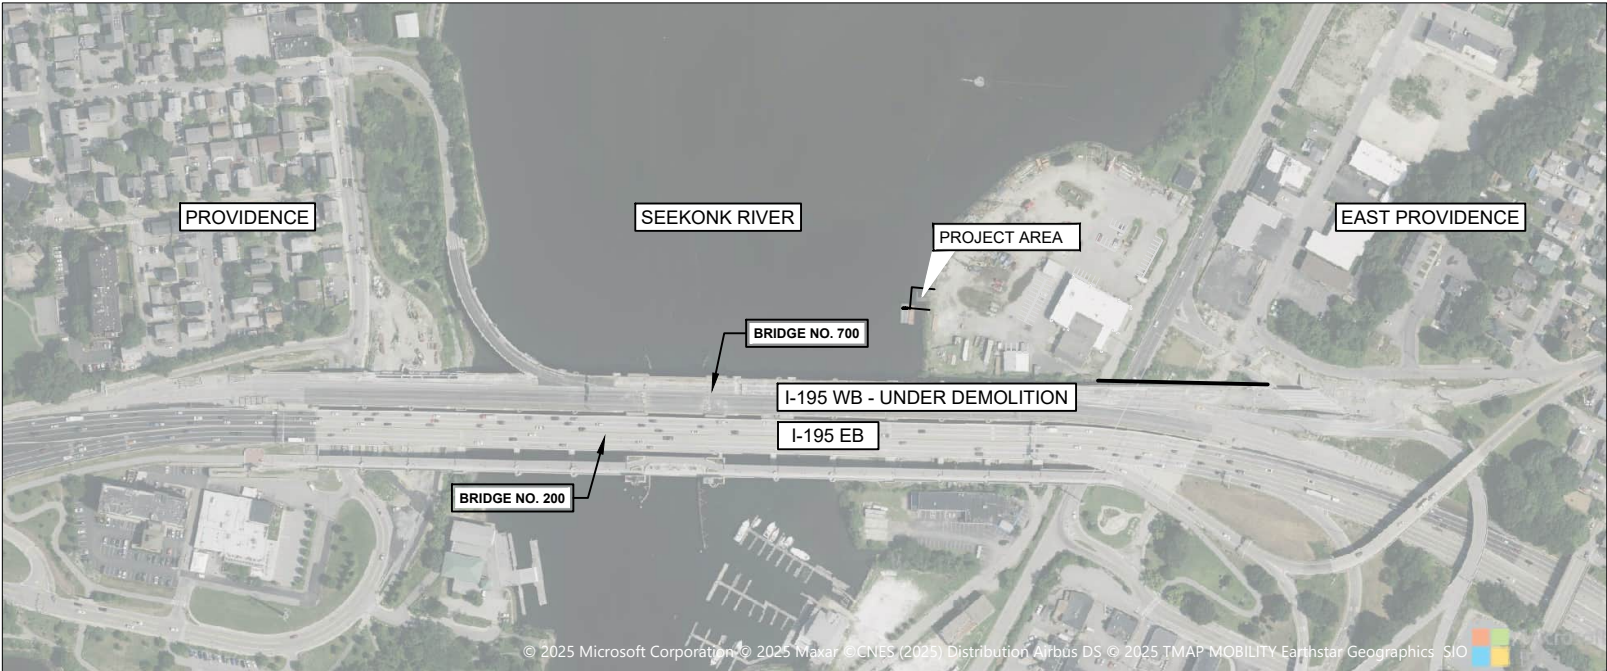 PROVIDENCE
SEEKONK RIVER
EAST PROVIDENCE
PROJECT AREA
BRIDGE NO. 700
I-195 WB - UNDER DEMOLITION
I-195 EB
BRIDGE NO. 200
© 2025 Microsoft Corporation © 2025 Maxar ©CNES (2025) Distribution Airbus DS © 2025 TMAP MOBILITY Earthstar Geographics SIO
Microsoft